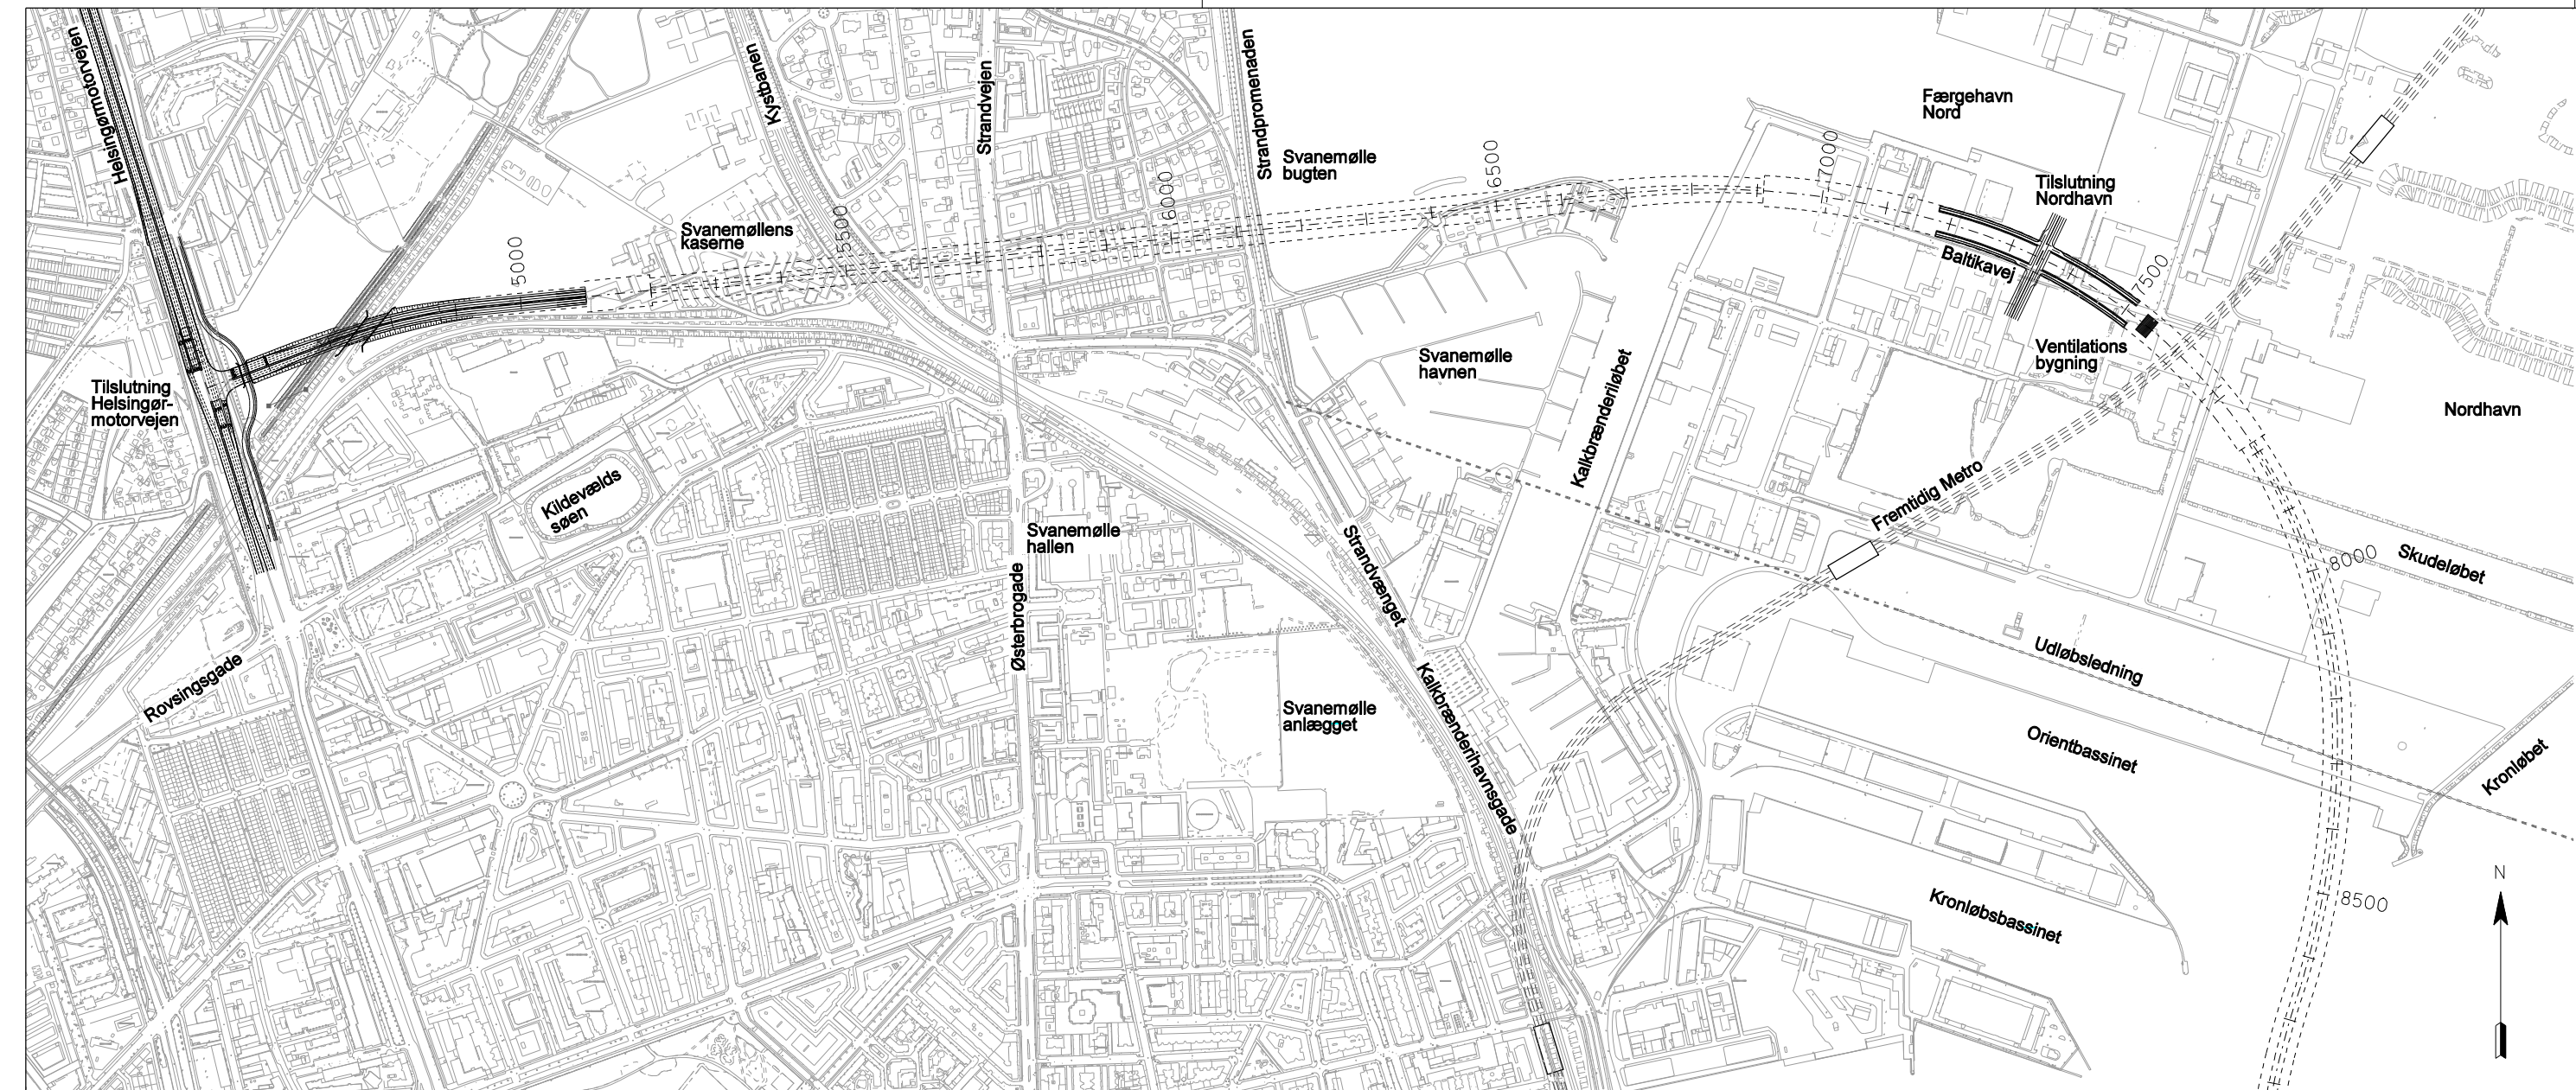 Helsingørmotorvejen
Kystbanen
Strandvejen
Strandpromenaden
Svanemølle
bugten
6500
7000
Færgehavn
Nord
Tilslutning
Nordhavn
Svanemøllens
kaserne
5000
5500
6000
Baltikavej
7500
Ventilations
bygning
Tilslutning
Helsingør-
motorvejen
Svanemølle
havnen
Kalkbrænderiløbet
Nordhavn
Kildevælds
søen
Svanemølle
hallen
Østerbrogade
Strandvænget
Fremtidig Metro
8000
Skudeløbet
Rovsingsgade
Svanemølle
anlægget
Kalkbrænderihavnsgade
Udløbsledning
Orientbassinet
Kronløbet
N
8500
Kronløbsbassinet